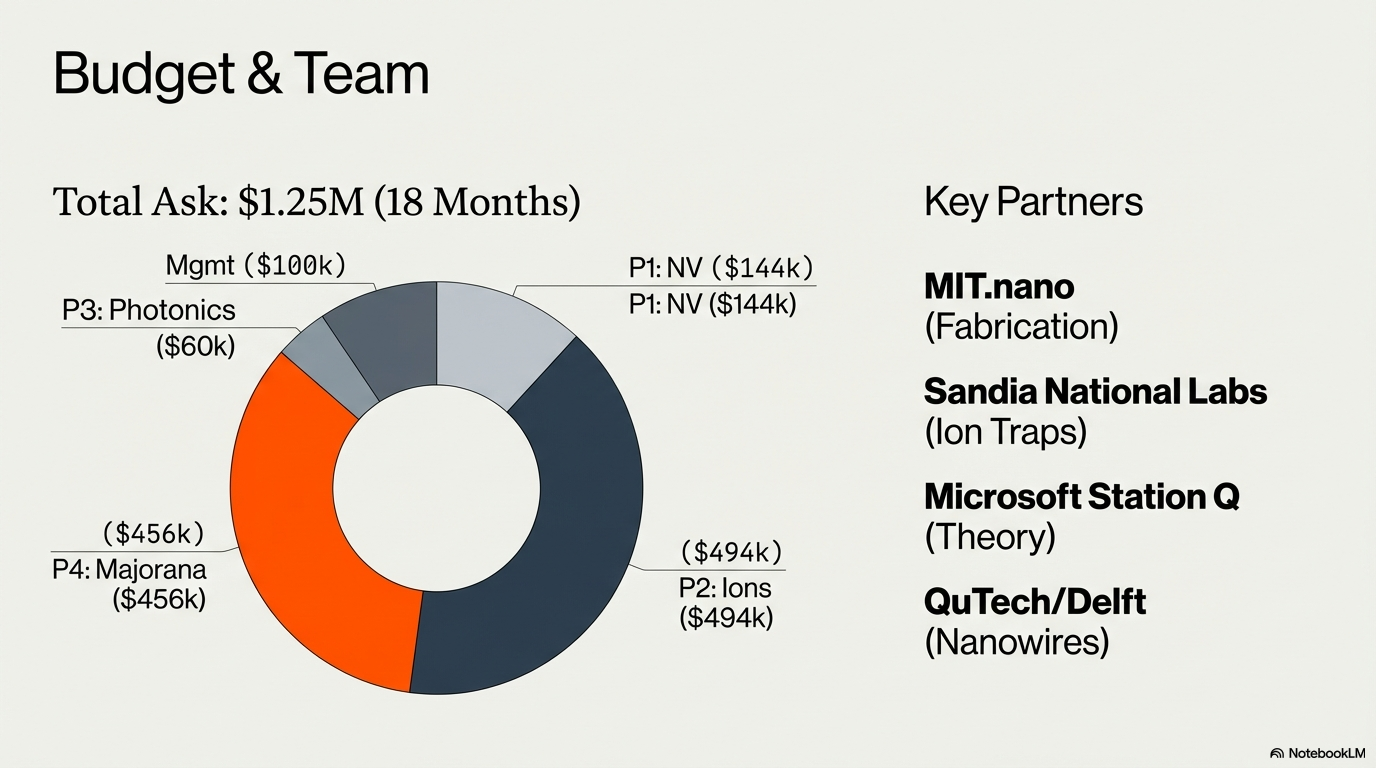 Budget & Team
Total Ask: $1.25M (18 Months)
Mgmt ($100k)
P3: Photonics
($60k)
P1: NV ($144k)
P1: NV ($144k)
($456k)
P4: Majorana
($456k)
($494k)
P2: Ions
($494k)
Key Partners
MIT.nano
(Fabrication)
Sandia National Labs
(Ion Traps)
Microsoft Station Q
(Theory)
QuTech/Delft
(Nanowires)
NotebookLM